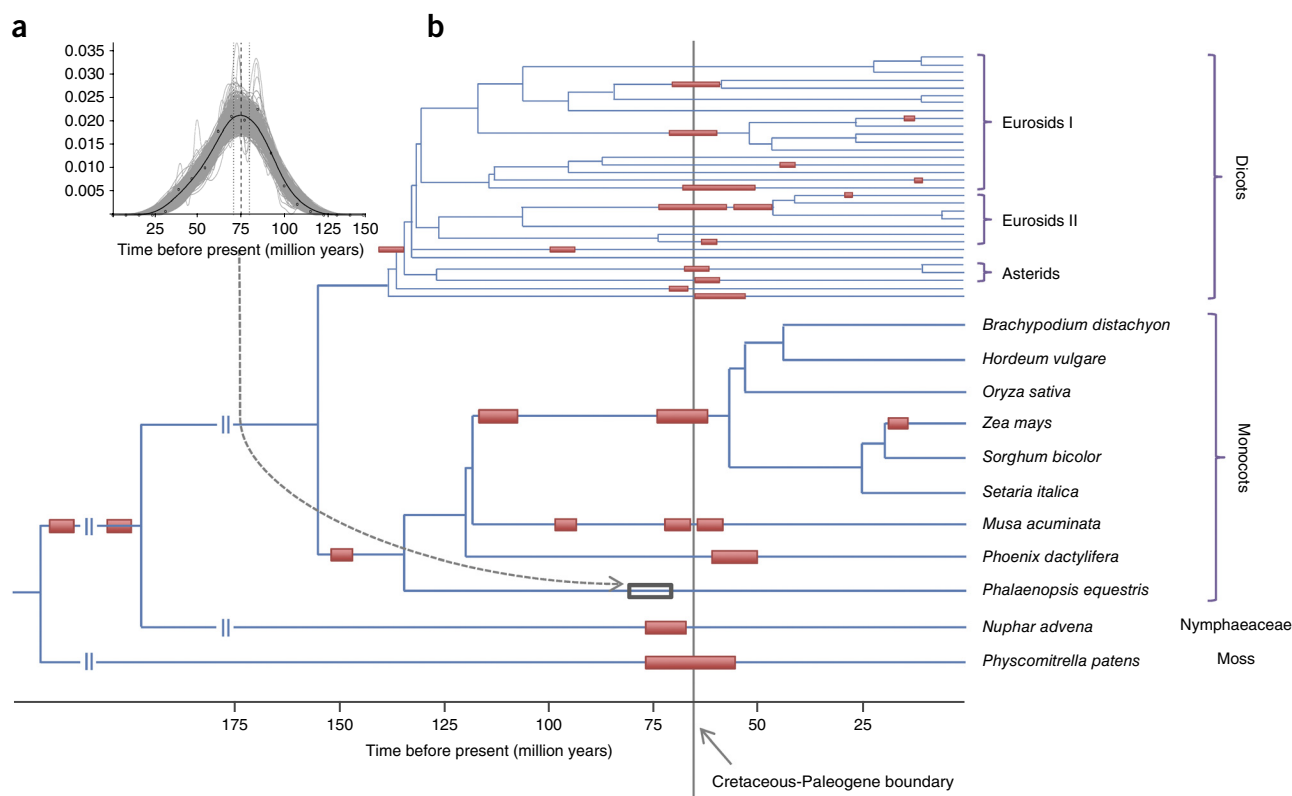 a
b
0.035
0.030
0.025
0.020
0.015
0.010
0.005
25
50
75
100
125
150
Time before present (million years)
Eurosids I
Eurosids II
Asterids
Dicots
Brachypodium distachyon
Hordeum vulgare
Oryza sativa
Zea mays
Sorghum bicolor
Setaria italica
Musa acuminata
Phoenix dactylifera
Phalaenopsis equestris
Monocots
Nuphar advena
Nymphaeaceae
Physcomitrella patens
Moss
175
150
125
100
75
50
25
Time before present (million years)
Cretaceous-Paleogene boundary